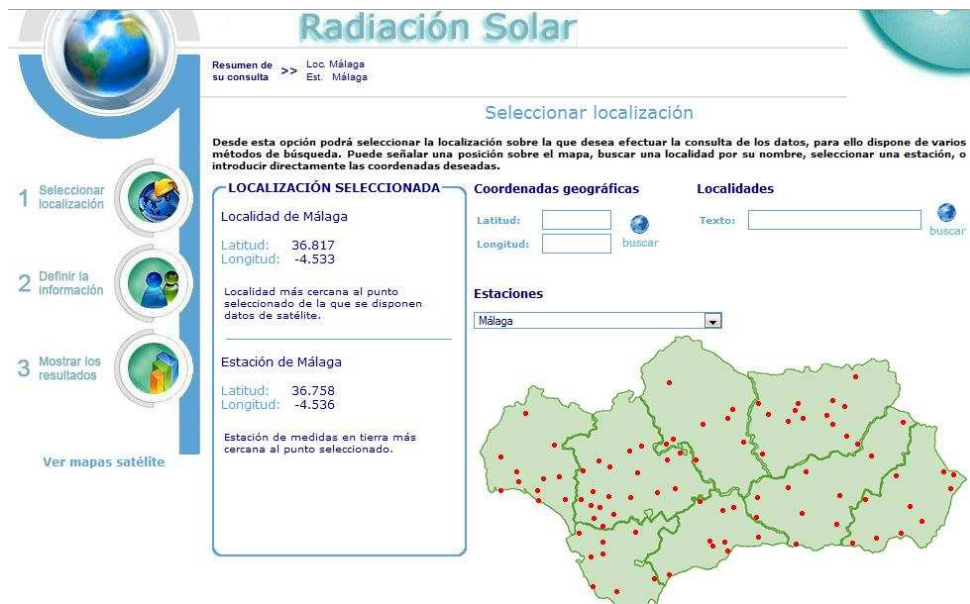 Radiación Solar
Resumen de su consulta >> Loc. Málaga
Est. Málaga
Seleccionar localización
Desde esta opción podrá seleccionar la localización sobre la que desea efectuar la consulta de los datos, para ello dispone de varios
métodos de búsqueda. Puede señalar una posición sobre el mapa, buscar una localidad por su nombre, seleccionar una estación, o
introducir directamente las coordenadas deseadas.
1 Seleccionar
localización
2 Definir la
información
3 Mostrar los
resultados
Ver mapas satélite
LOCALIZACIÓN SELECCIONADA
Localidad de Málaga
Latitud: 36.817
Longitud: -4.533
Localidad más cercana al punto
seleccionado de la que se disponen
datos de satélite.
Estación de Málaga
Latitud: 36.758
Longitud: -4.536
Estación de medidas en tierra más
cercana al punto seleccionado.
Coordenadas geográficas
Latitud:
Longitud:
buscar
Localidades
Texto:
buscar
Estaciones
Málaga